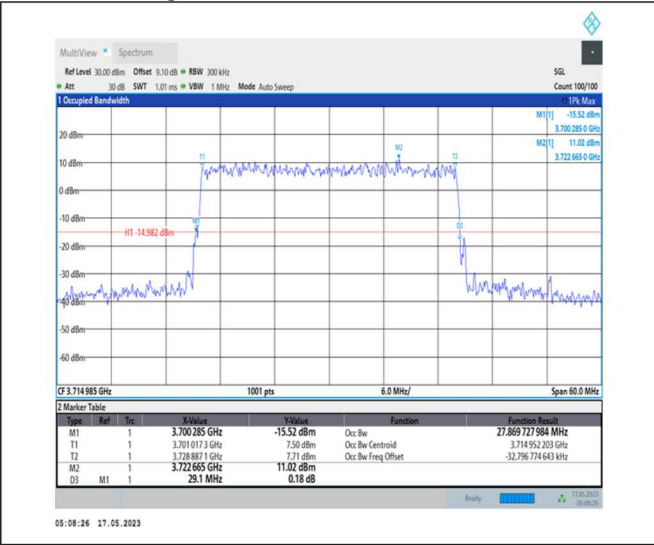 MultiView Spectrum
Ref Level 30.00 dBm Offset 9.10 dB RBW 300 kHz SGL
Att 30 dB SWT 1.01 ms VBW 1 MHz Mode Auto Sweep Count 100/100
1 Occupied Bandwidth 1Pk Max
M1[1] -15.52 dBm
3.700 285 0 GHz
M2[1] 11.02 dBm
3.722 665 0 GHz
20 dBm
M2
T1 T2
10 dBm
0 dBm
-10 dBm
M1
D3
H1 -14.982 dBm
-20 dBm
-30 dBm
-40 dBm
-50 dBm
-60 dBm
CF 3.714 985 GHz 1001 pts 6.0 MHz/ Span 60.0 MHz
2 Marker Table
Type Ref Trc X-Value Y-Value Function Function Result
M1 1 3.700 285 GHz -15.52 dBm Occ Bw 27.869 727 984 MHz
T1 1 3.701 017 3 GHz 7.50 dBm Occ Bw Centroid 3.714 952 203 GHz
T2 1 3.728 887 1 GHz 7.71 dBm Occ Bw Freq Offset -32.796 774 643 kHz
M2 1 3.722 665 GHz 11.02 dBm
D3 M1 1 29.1 MHz 0.18 dB
Ready 17.05.2023
05:08:26
05:08:26 17.05.2023